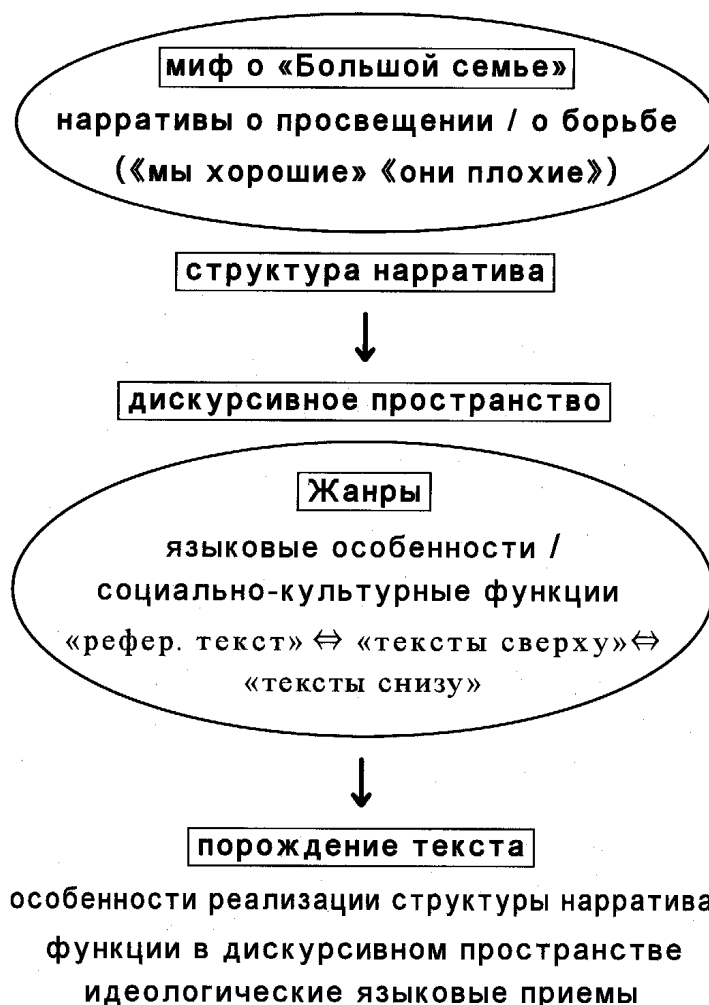 миф о «Большой семье»
нарративы о просвещении / о борьбе
(«мы хорошие» «они плохие»)
структура нарратива
дискурсивное пространство
Жанры
языковые особенности /
социально-культурные функции
«рефер. текст» ⇔ «тексты сверху»⇔
«тексты снизу»
порождение текста
особенности реализации структуры нарратива
функции в дискурсивном пространстве
идеологические языковые приемы